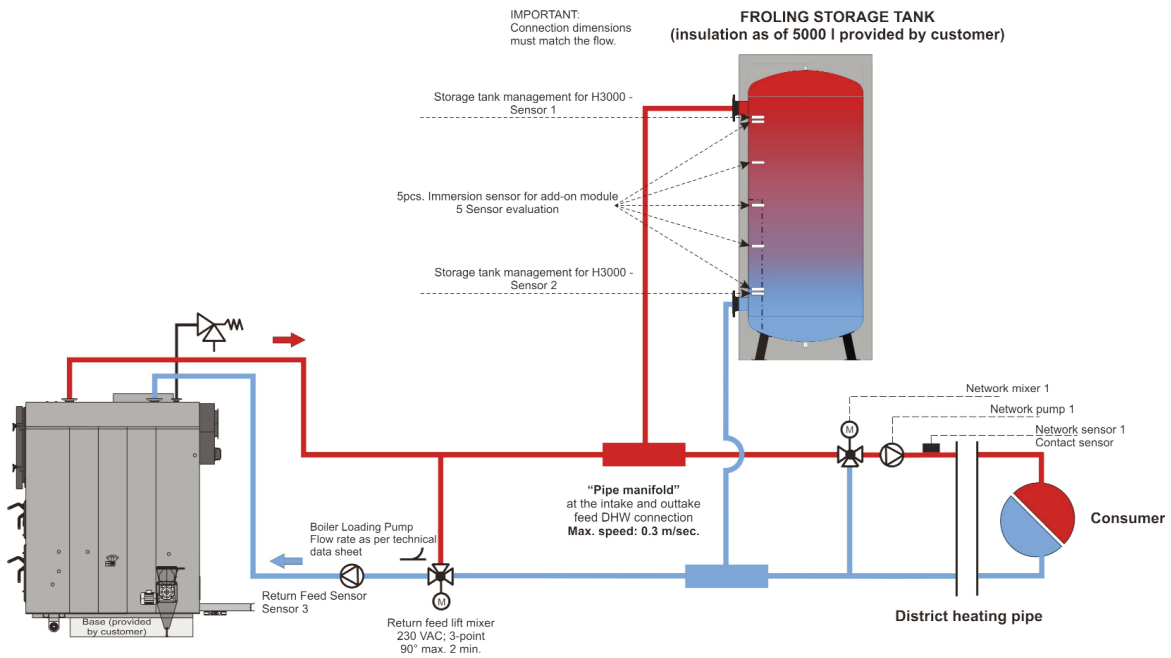 IMPORTANT:
Connection dimensions
must match the flow.
FROLING STORAGE TANK
(insulation as of 5000 l provided by customer)
Storage tank management for H3000 -
Sensor 1
5pcs. Immersion sensor for add-on module
5 Sensor evaluation
Storage tank management for H3000 -
Sensor 2
Network mixer 1
M
Network pump 1
Network sensor 1
Contact sensor
"Pipe manifold"
at the intake and outtake
feed DHW connection
Max. speed: 0.3 m/sec.
Consumer
Boiler Loading Pump
Flow rate as per technical
data sheet
Return Feed Sensor
Sensor 3
M
Return feed lift mixer
230 VAC; 3-point
90° max. 2 min.
District heating pipe
Base (provided
by customer)